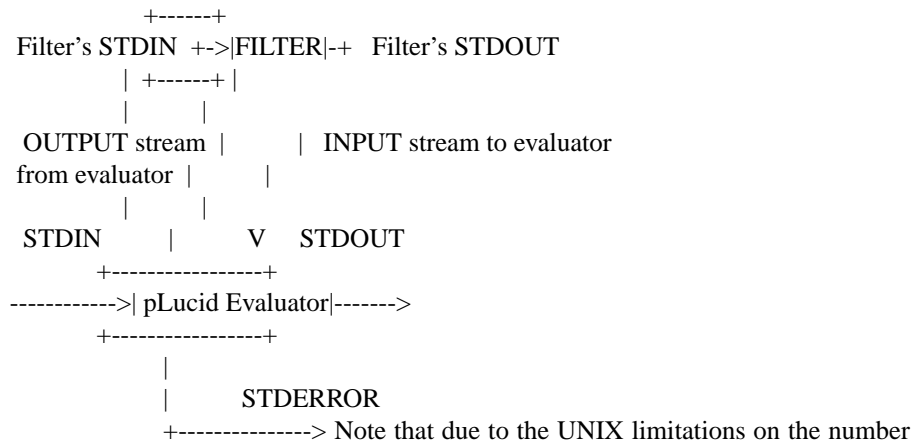 +------+
Filter's STDIN +->|FILTER|-+ Filter's STDOUT
| +------+ |
| |
OUTPUT stream | | INPUT stream to evaluator
from evaluator | |
| |
STDIN | V STDOUT
+-----------------+
------------>| pLucid Evaluator|------->
+-----------------+
|
| STDERROR
+---------------> Note that due to the UNIX limitations on the number